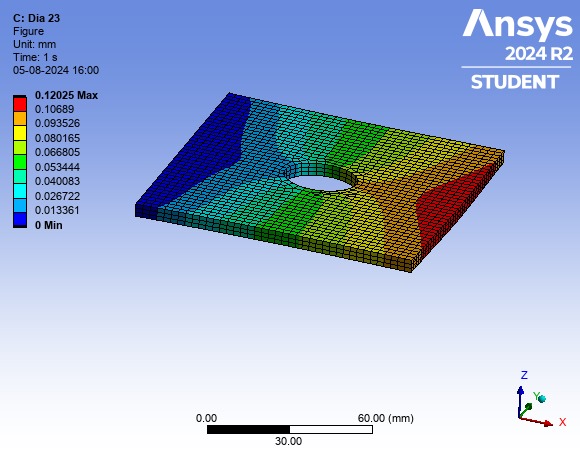 C: Dia 23
Figure
Unit: mm
Time: 1 s
05-08-2024 16:00
0.12025 Max
0.10689
0.093526
0.080165
0.066805
0.053444
0.040083
0.026722
0.013361
0 Min
Ansys
2024 R2
STUDENT
0.00
60.00 (mm)
30.00
Z
Y
X